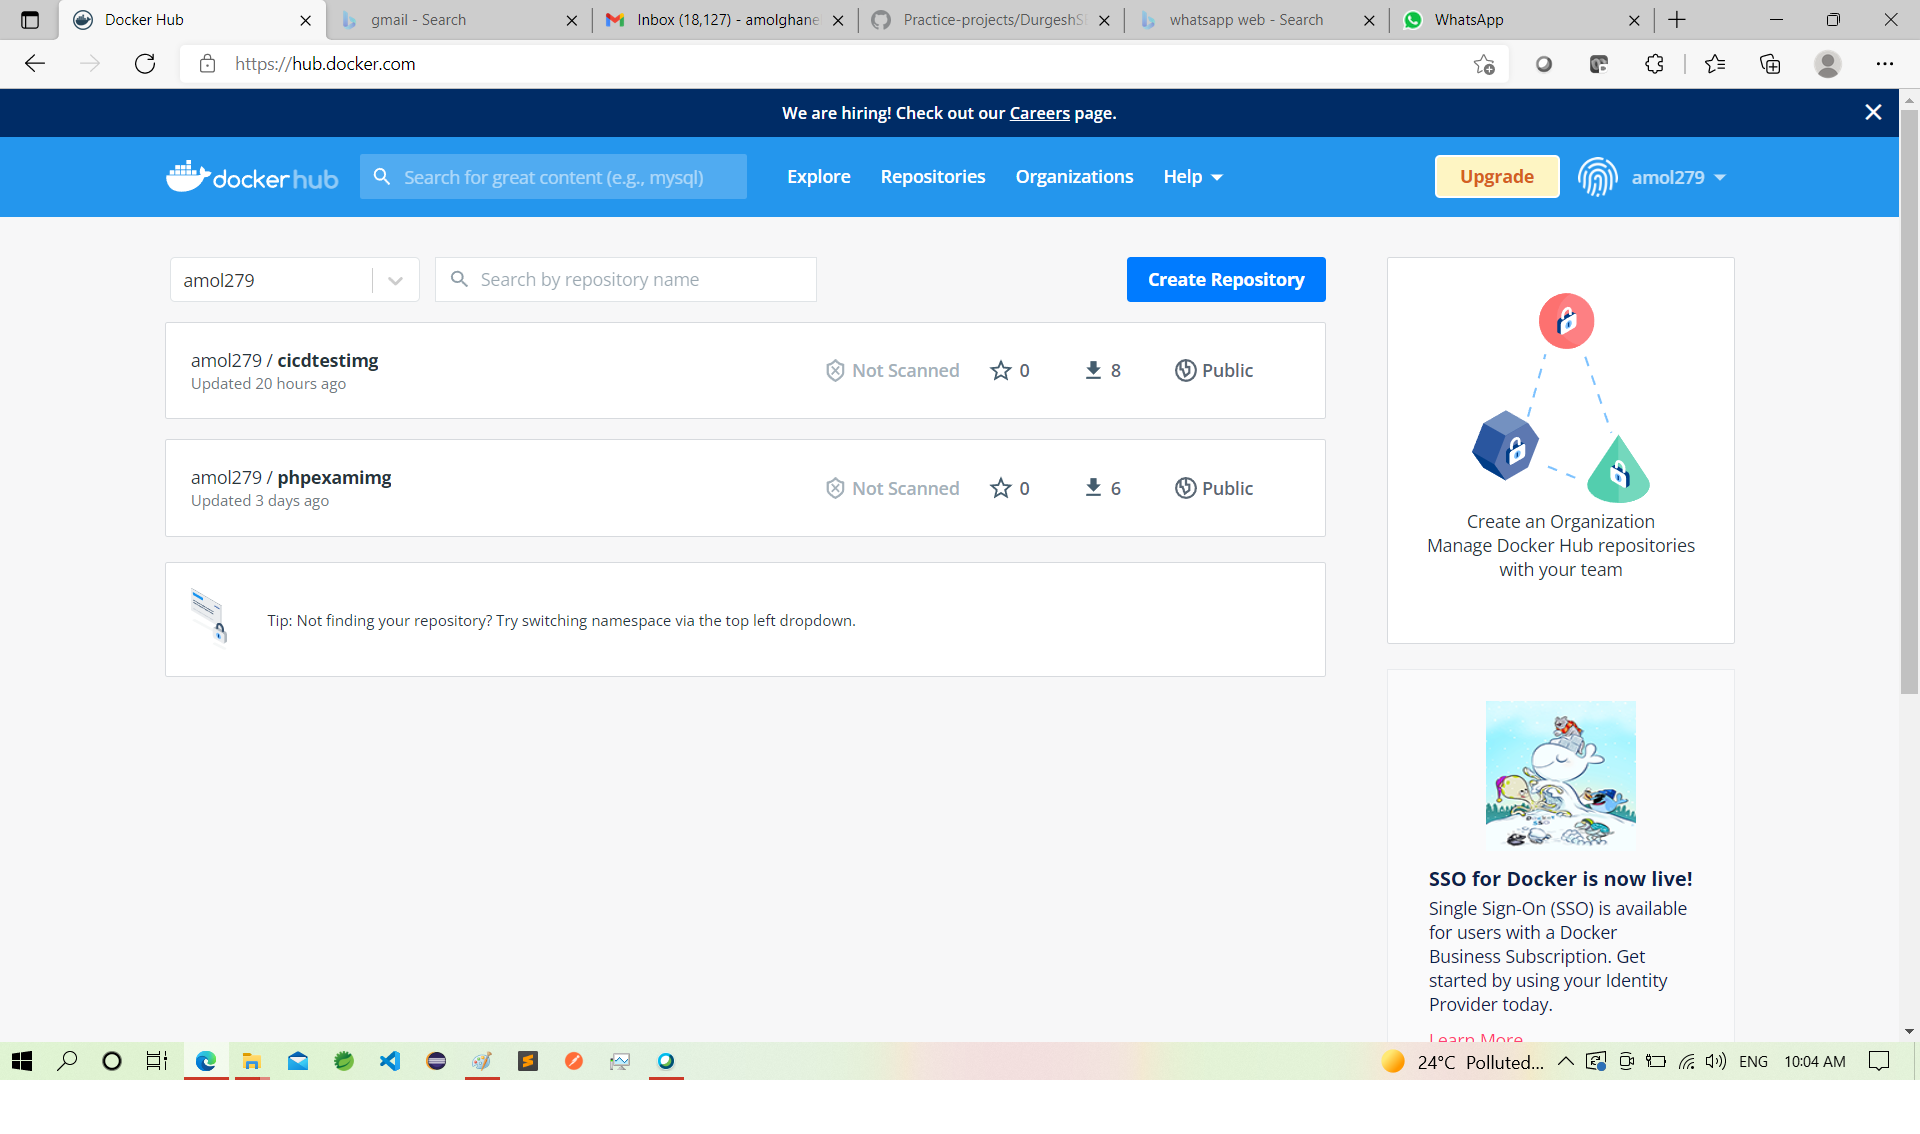 Docker Hub
gmail - Search
Inbox (18,127) - amolghane
Practice-projects/DurgeshS
whatsapp web - Search
WhatsApp
https://hub.docker.com
We are hiring! Check out our Careers page.
docker hub
Search for great content (e.g., mysql)
Explore
Repositories
Organizations
Help
Upgrade
amol279
amol279
Search by repository name
Create Repository
amol279 / cicdtestimg
Updated 20 hours ago
Not Scanned
0
8
Public
amol279 / phpexamimg
Updated 3 days ago
Not Scanned
0
6
Public
Tip: Not finding your repository? Try switching namespace via the top left dropdown.
Create an Organization
Manage Docker Hub repositories
with your team
SSO for Docker is now live!
Single Sign-On (SSO) is available
for users with a Docker
Business Subscription. Get
started by using your Identity
Provider today.
Learn More
24°C Polluted...
ENG
10:04 AM